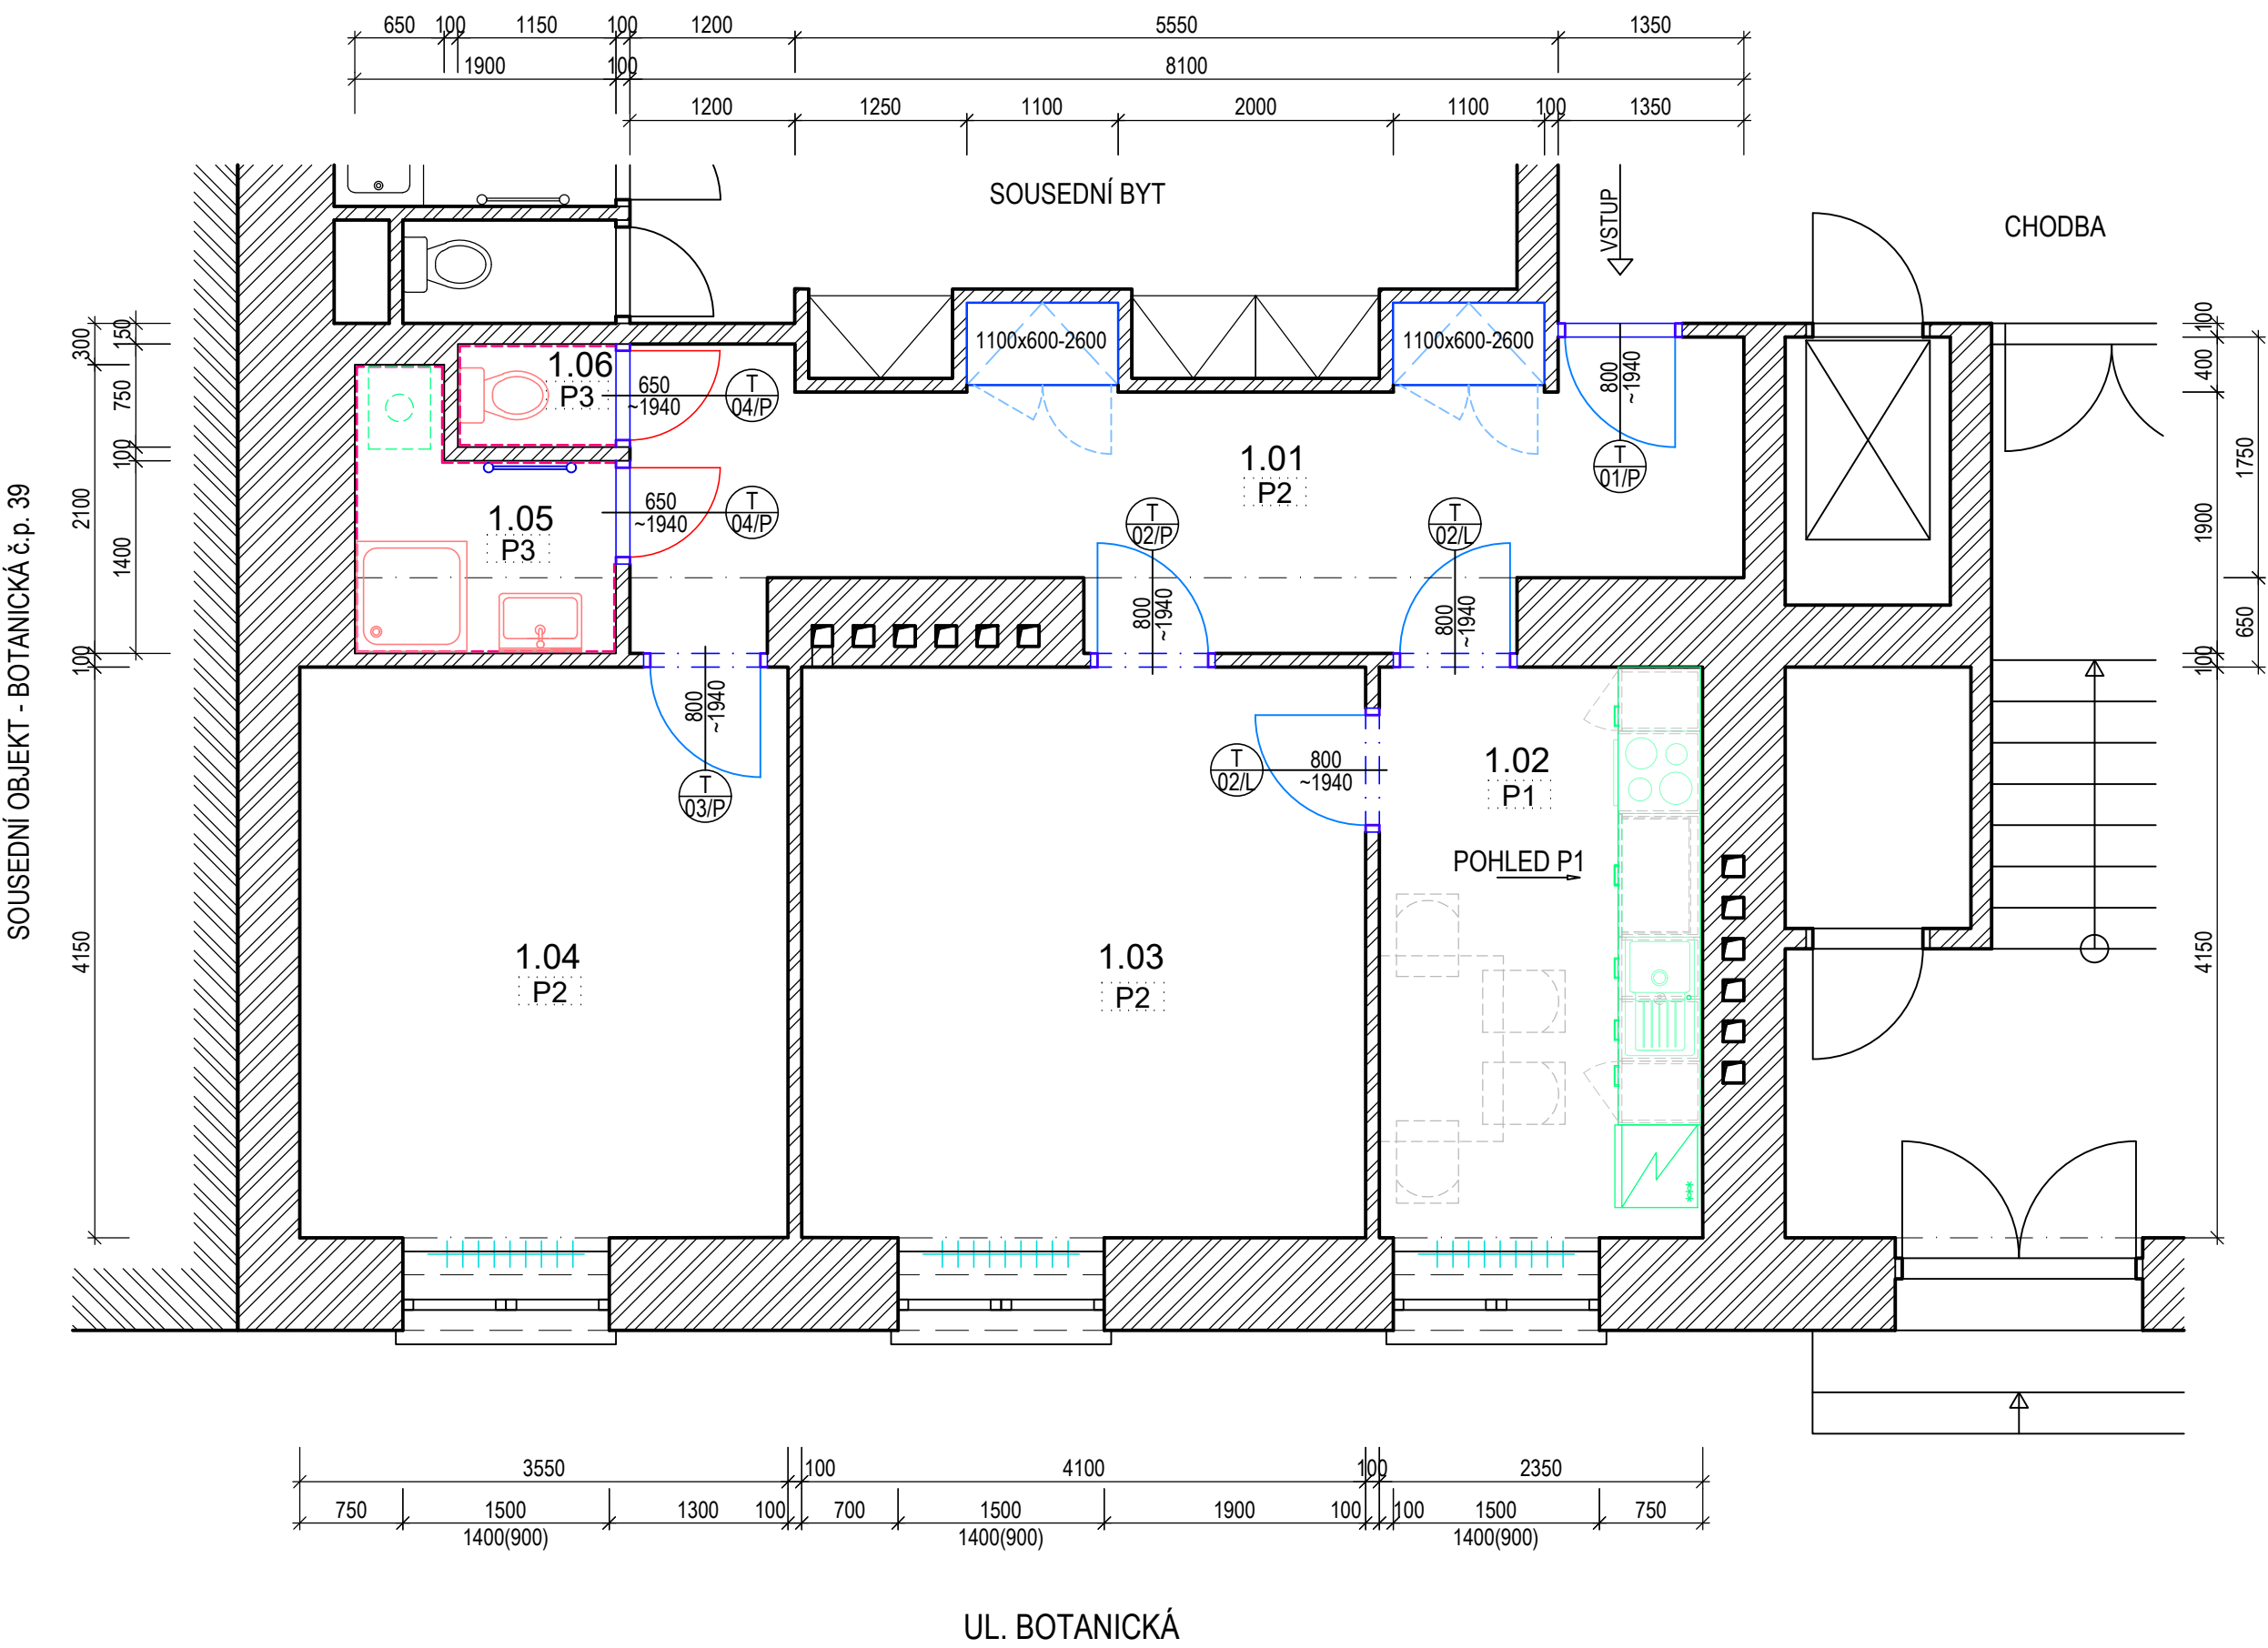 650 100 1150 100 1200 5550 1350
1900 100 8100
1200 1250 1100 2000 1100 100 1350
SOUSEDNÍ BYT
VSTUP
CHODBA
1100x600-2600
1100x600-2600
300
150
750
100
2100
1400
100
4150
100
400
1750
1900
650
100
4150
1.06
P3
650
~1940
T
04/P
800
~1940
T
01/P
1.01
P2
1.05
P3
650
~1940
T
04/P
T
02/P
800
~1940
T
02/L
800
~1940
800
~1940
T
03/P
T
02/L
800
~1940
1.02
P1
POHLED P1
1.04
P2
1.03
P2
SOUSEDNÍ OBJEKT - BOTANICKÁ č.p. 39
3550 100 4100 100 2350
750 1500 1300 100 700 1500 1900 100 100 1500 750
1400(900) 1400(900) 1400(900)
UL. BOTANICKÁ